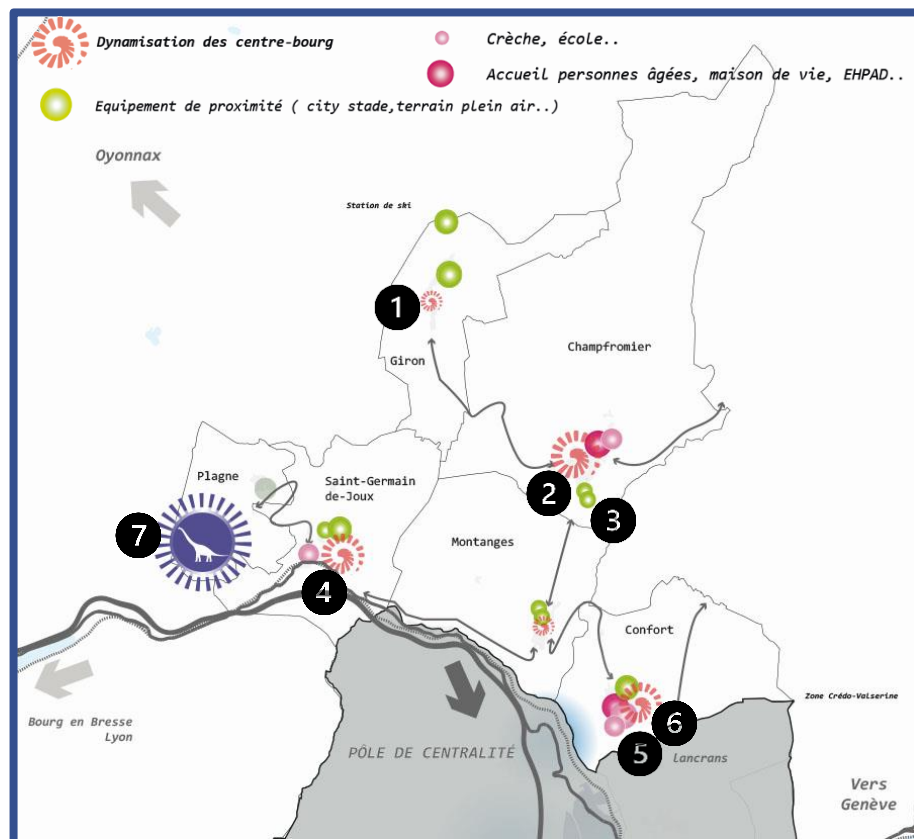 Dynamisation des centre-bourg
Crèche, école..
Accueil personnes âgées, maison de vie, EHPAD..
Equipement de proximité ( city stade,terrain plein air..)
Oyonnax
Station de ski
1
Giron
Champfromier
Plagne
Saint-Germain
de-Joux
2
3
7
Montanges
4
Confort
Zone Crédo-Valserine
6
5
Bourg en Bresse
Lyon
PÔLE DE CENTRALITÉ
Lancrans
Vers
Genève